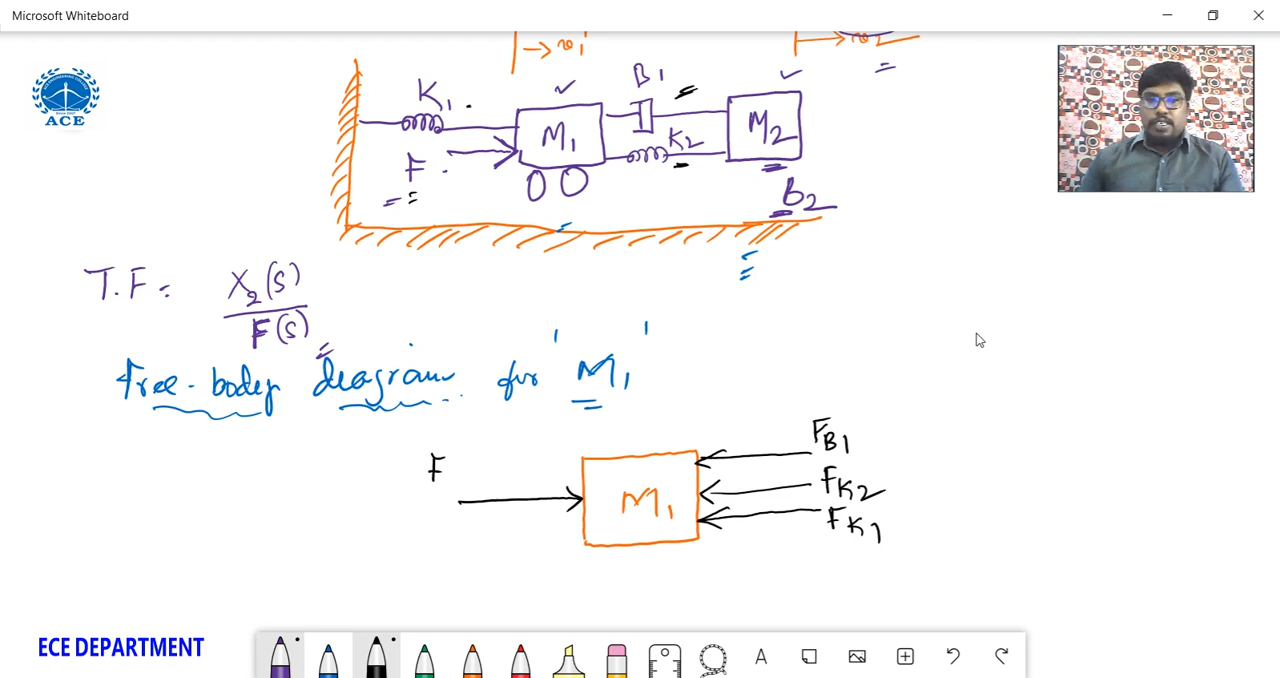 Microsoft Whiteboard
ACE
K1
F
M1
B1
K2
M2
B2
T.F = X2(S)
F(S)
free-body diagram for 'M1'
F
M1
FB1
FK2
FK1
ECE DEPARTMENT
A